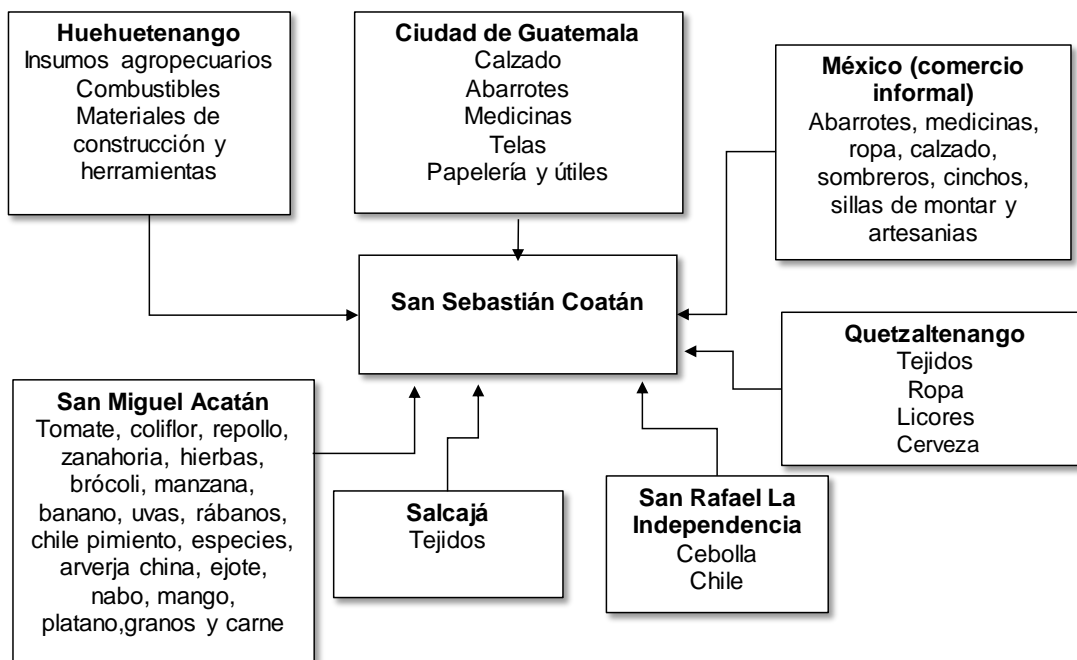 Huehuetenango
Insumos agropecuarios
Combustibles
Materiales de
construcción y
herramientas
Ciudad de Guatemala
Calzado
Abarrotes
Medicinas
Telas
Papelería y útiles
México (comercio
informal)
Abarrotes, medicinas,
ropa, calzado,
sombreros, cinchos,
sillas de montar y
artesanias
San Sebastián Coatán
Quetzaltenango
Tejidos
Ropa
Licores
Cerveza
San Miguel Acatán
Tomate, coliflor, repollo,
zanahoria, hierbas,
brócoli, manzana,
banano, uvas, rábanos,
chile pimiento, especies,
arverja china, ejote,
nabo, mango,
platano,granos y carne
Salcajá
Tejidos
San Rafael La
Independencia
Cebolla
Chile